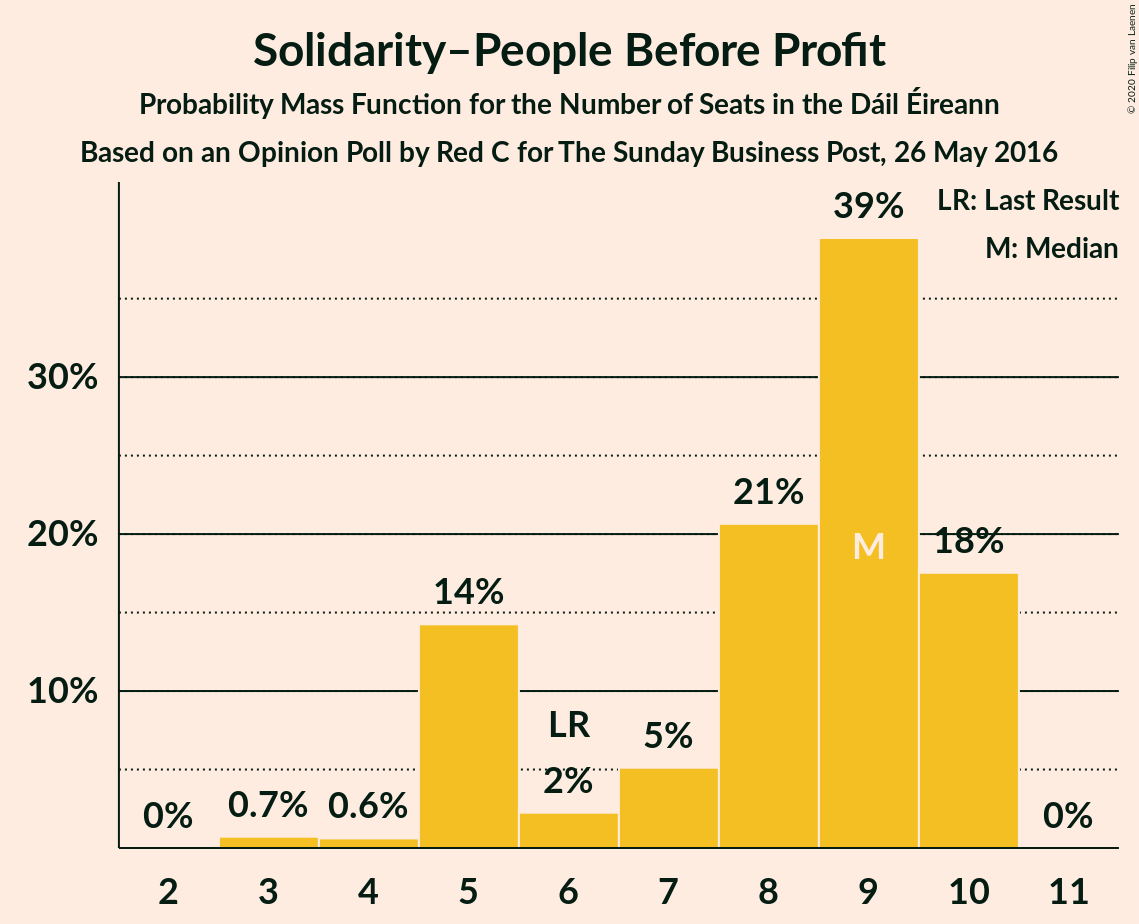 Solidarity–People Before Profit
Probability Mass Function for the Number of Seats in the Dáil Éireann
Based on an Opinion Poll by Red C for The Sunday Business Post, 26 May 2016
© 2020 Filip van Laenen
LR: Last Result
M: Median
39%
30%
21%
20%
M
18%
14%
10%
LR
5%
2%
0%
0.7%
0.6%
0%
2 3 4 5 6 7 8 9 10 11